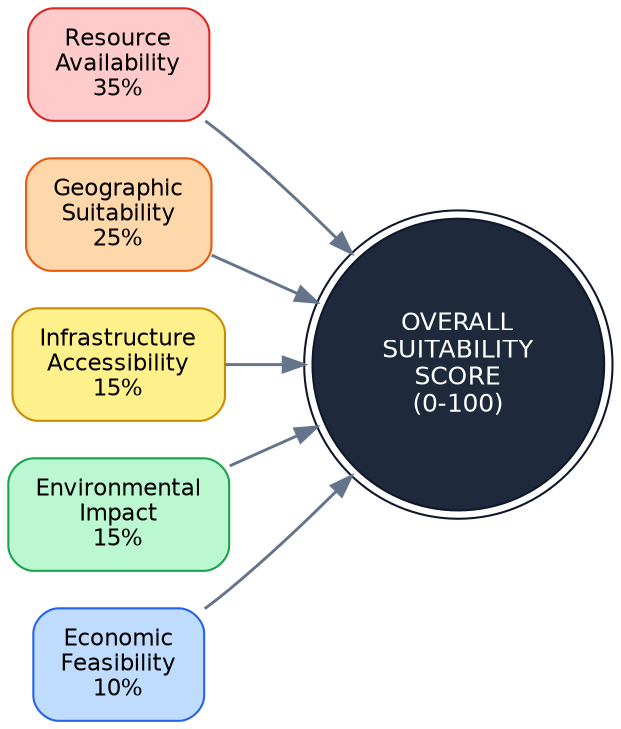 Resource
Availability
35%
Geographic
Suitability
25%
Infrastructure
Accessibility
15%
Environmental
Impact
15%
Economic
Feasibility
10%
OVERALL
SUITABILITY
SCORE
(0-100)